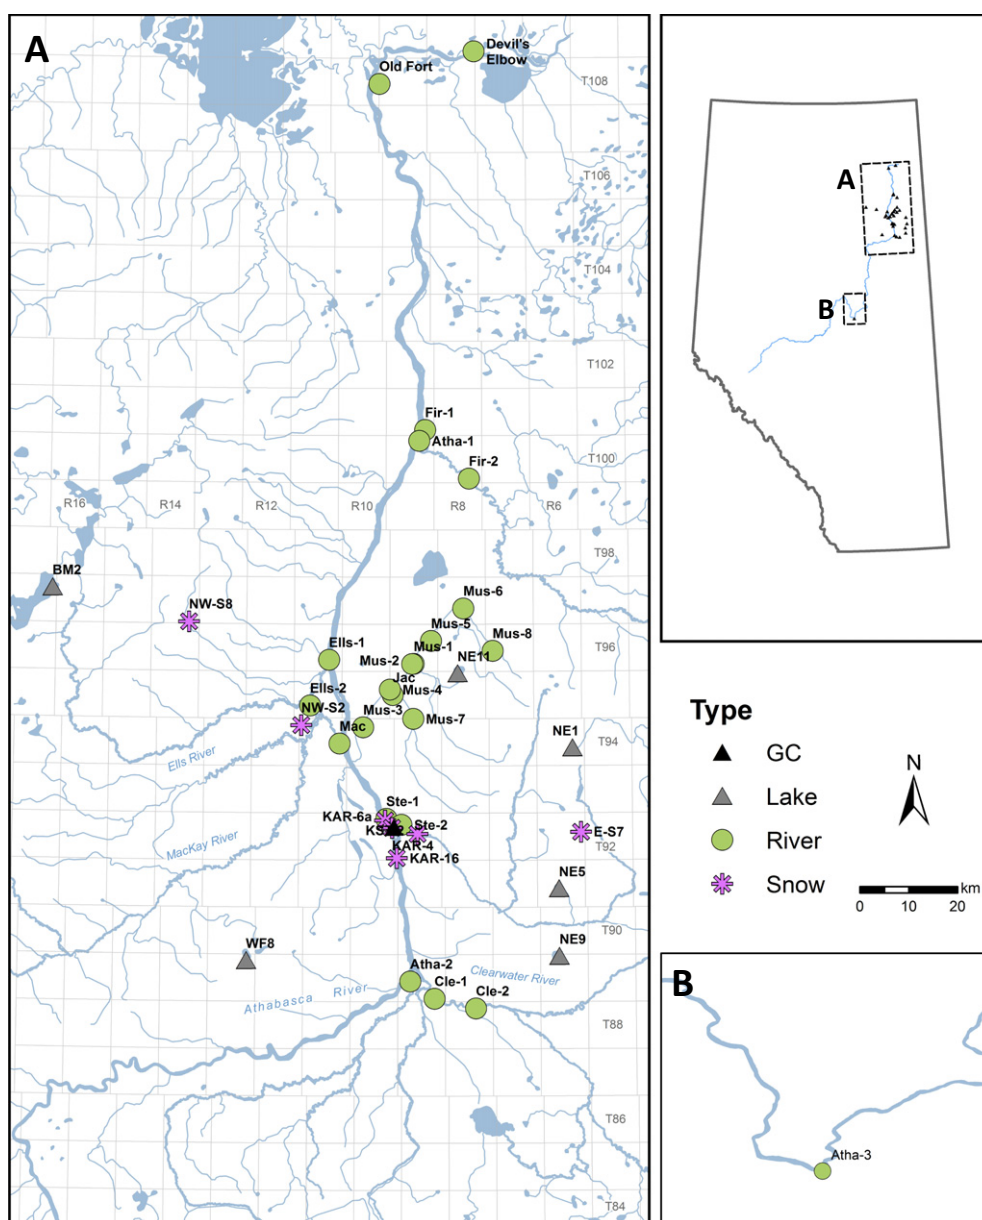 A
Devil's
Elbow
Old Fort
T108
T106
T104
T102
Fir-1
Atha-1
T100
Fir-2
R16
R14
R12
R10
R8
R6
T98
BM2
NW-S8
Mus-6
Mus-5
Mus-8
Ells-1
Mus-2
Mus-1
T96
NE11
Jac
Ells-2
Mus-4
NW-S2
Mus-3
Mus-7
Mac
NE1
T94
Ells River
Ste-1
KAR-6a
Ste-2
E-S7
KAR-4
T92
MacKay River
KAR-16
NE5
T90
WF8
NE9
Atha-2
Clearwater River
Cle-1
Athabasca River
Cle-2
T88
T86
T84
A
B
Type
GC
Lake
River
Snow
N
km
0 10 20
B
Atha-3